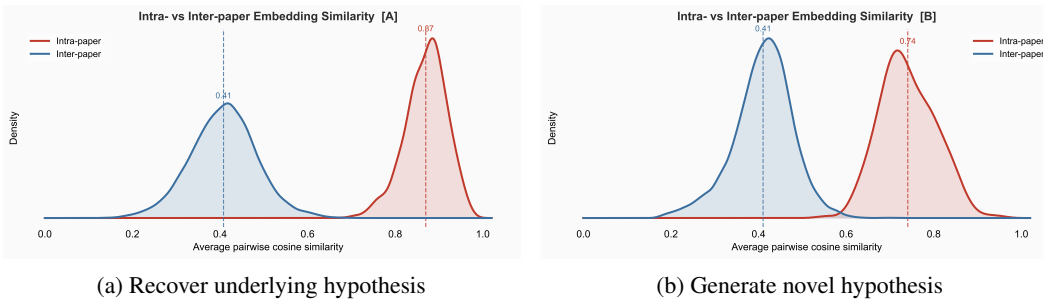 Intra- vs Inter-paper Embedding Similarity [A]
0.87
Intra-paper
Inter-paper
0.41
Density
0.0 0.2 0.4 0.6 0.8 1.0
Average pairwise cosine similarity
(a) Recover underlying hypothesis
Intra- vs Inter-paper Embedding Similarity [B]
0.41
0.74
Intra-paper
Inter-paper
Density
0.0 0.2 0.4 0.6 0.8 1.0
Average pairwise cosine similarity
(b) Generate novel hypothesis